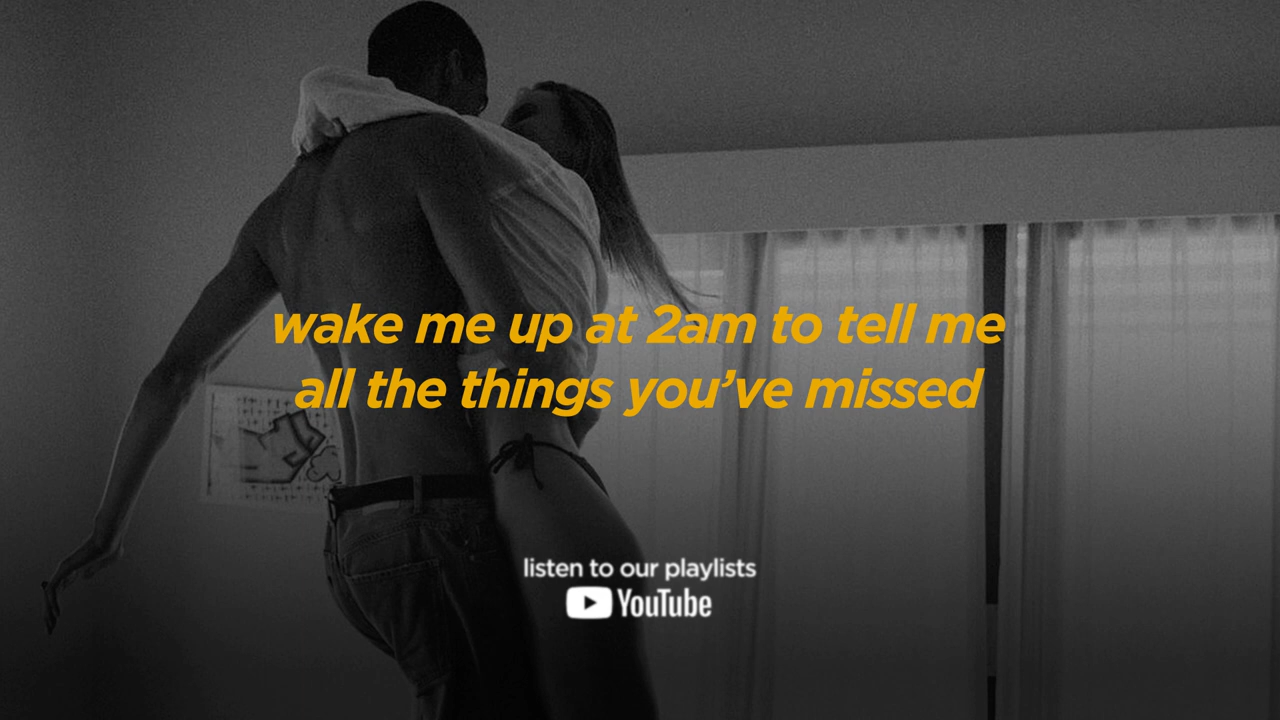 wake me up at 2am to tell me
all the things you’ve missed
listen to our playlists
YouTube